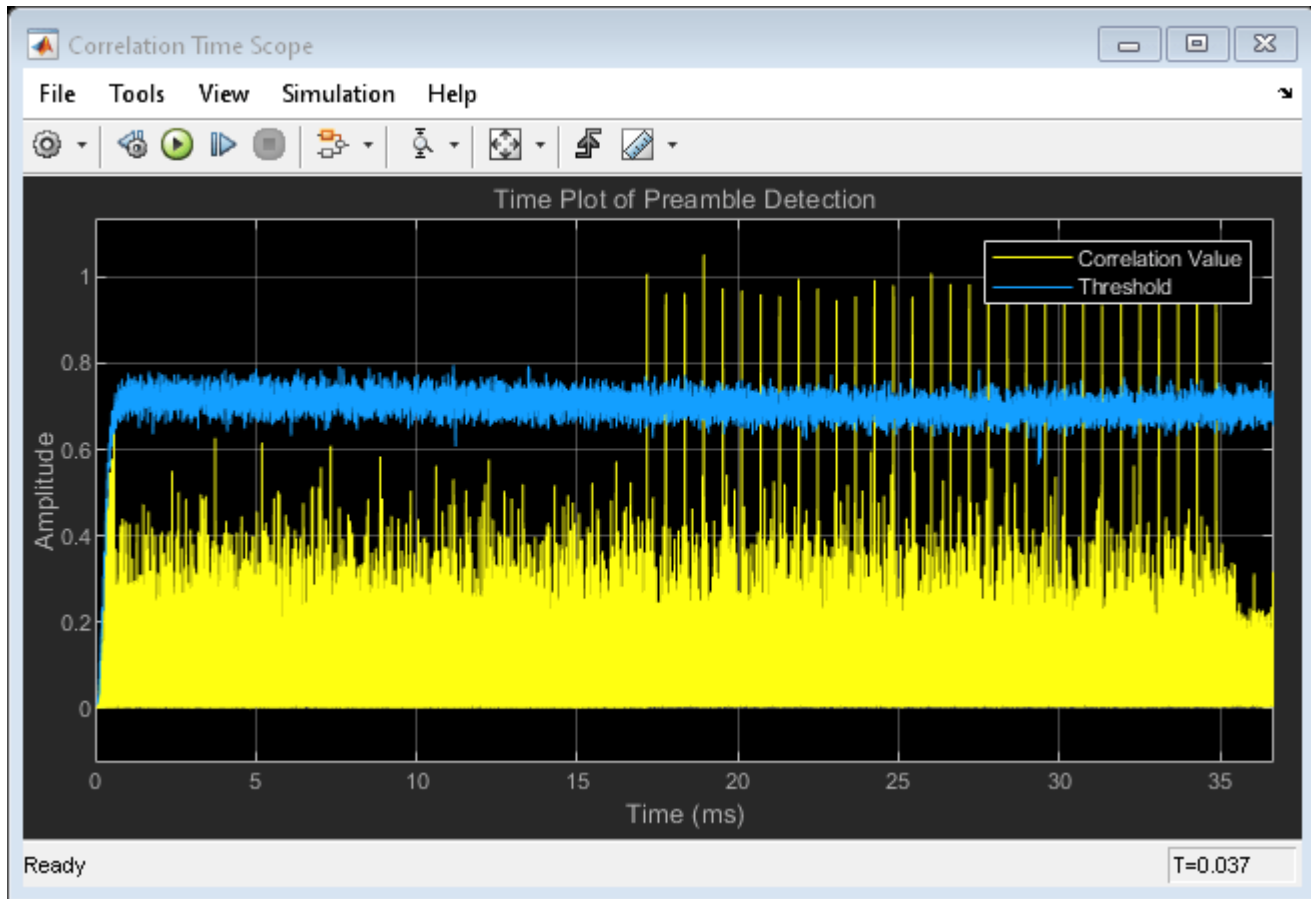 Correlation Time Scope
File Tools View Simulation Help
Time Plot of Preamble Detection
Correlation Value
Threshold
1
0.8
0.6
0.4
0.2
0
Amplitude
0 5 10 15 20 25 30 35
Time (ms)
Ready T=0.037